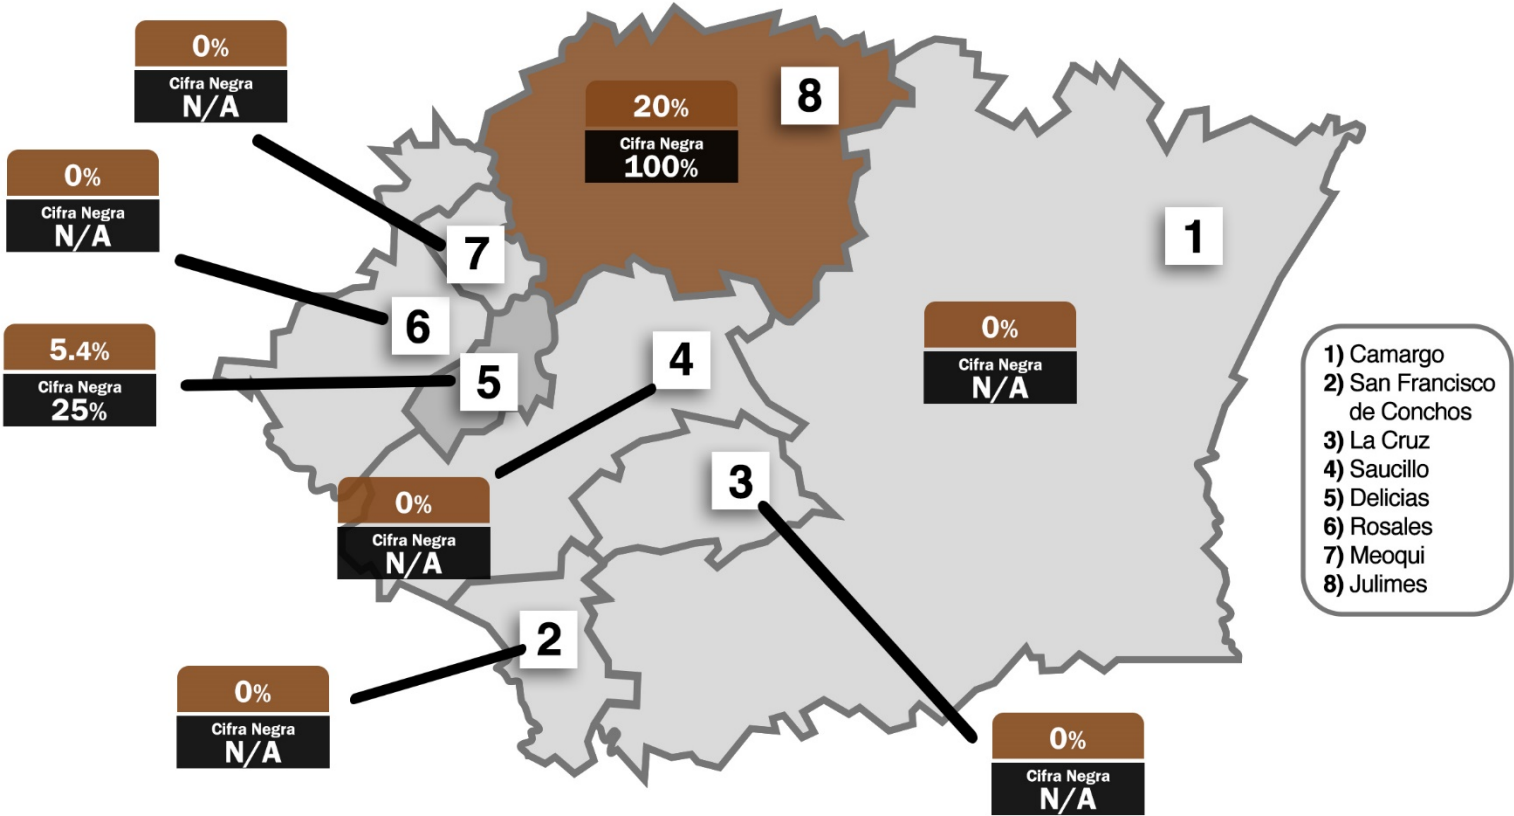 0%
Cifra Negra
N/A
20%
Cifra Negra
100%
8
0%
Cifra Negra
N/A
7
1
6
0%
Cifra Negra
N/A
5.4%
Cifra Negra
25%
5
4
3
0%
Cifra Negra
N/A
2
0%
Cifra Negra
N/A
0%
Cifra Negra
N/A
1) Camargo
2) San Francisco
de Conchos
3) La Cruz
4) Saucillo
5) Delicias
6) Rosales
7) Meoqui
8) Julimes